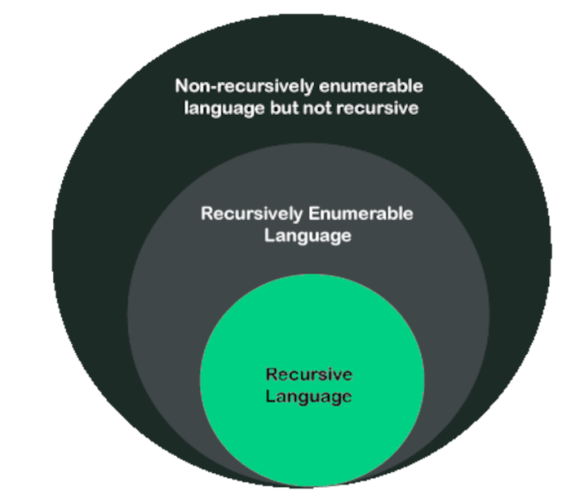 Non-recursively enumerable
language but not recursive
Recursively Enumerable
Language
Recursive
Language